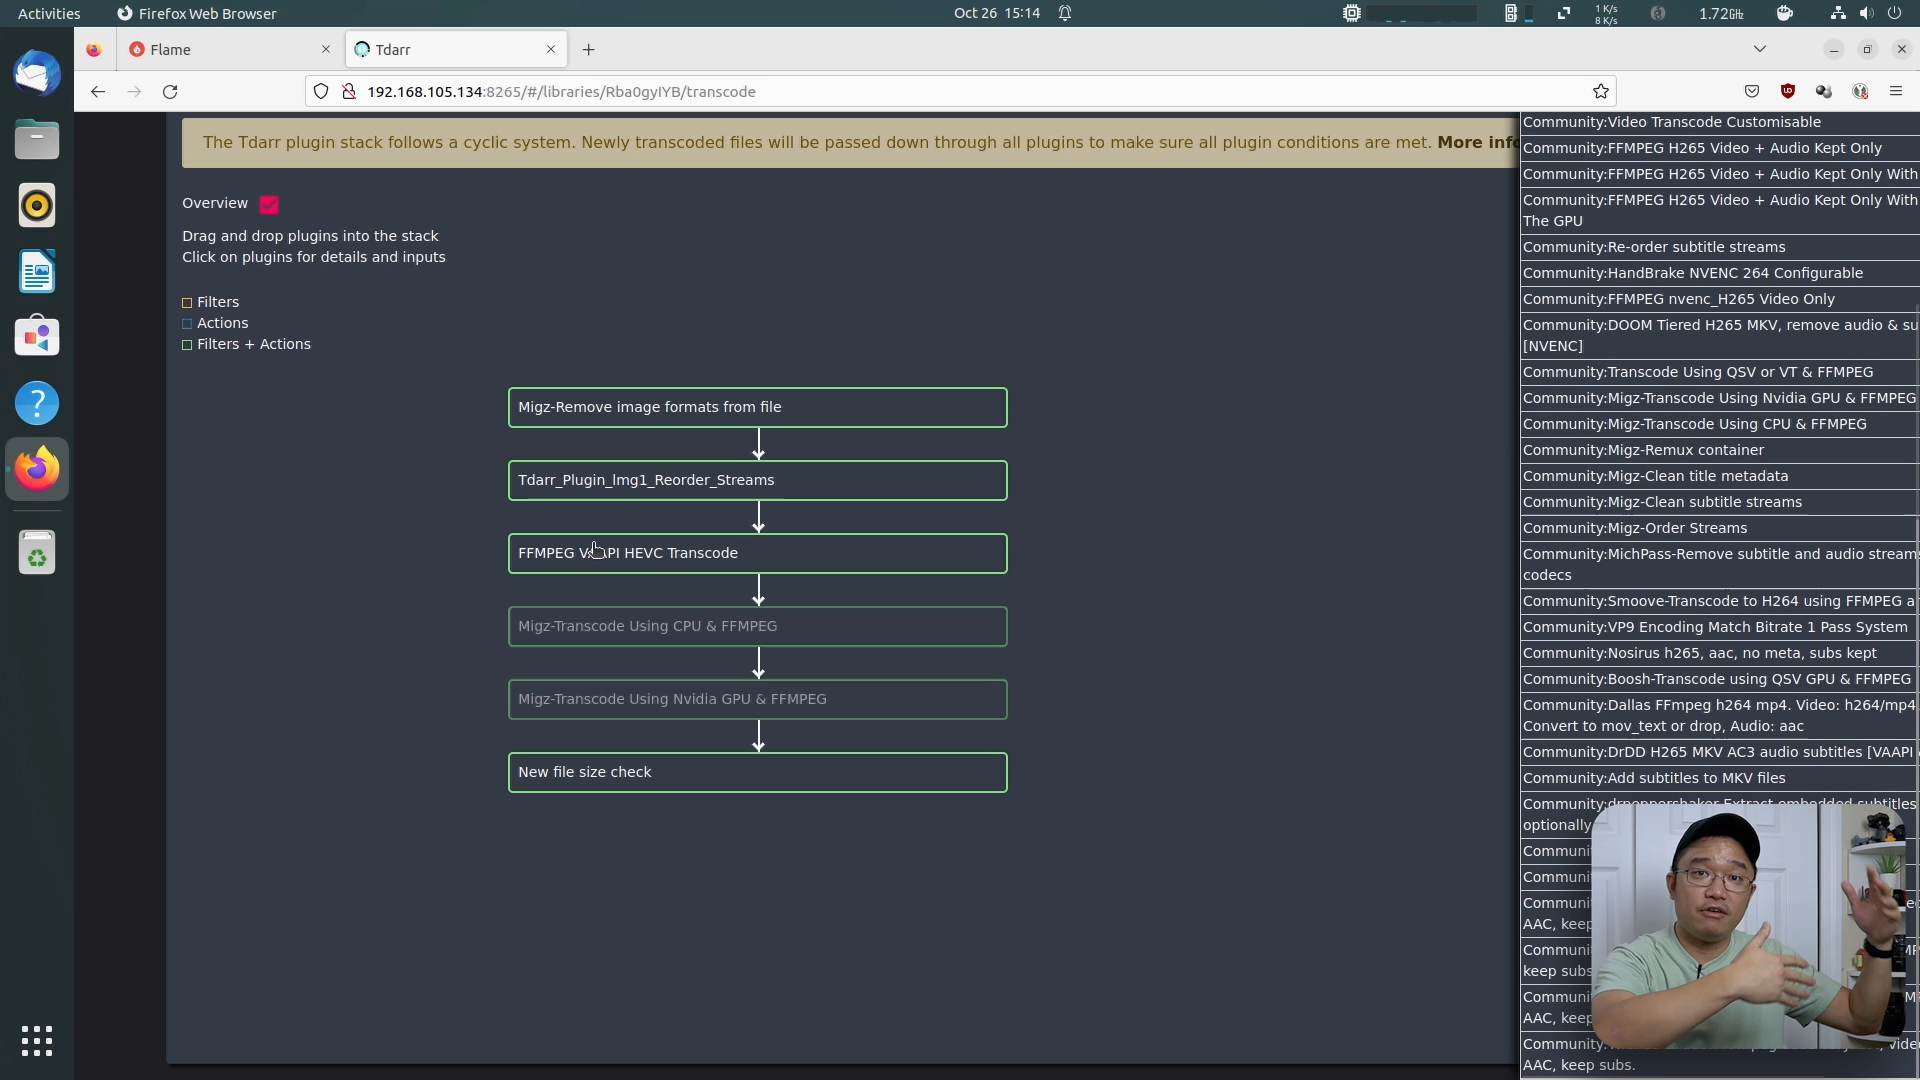 Activities
Firefox Web Browser
Oct 26 15:14
1 K/s
8 K/s
1.72GHz
Flame
Tdarr
192.168.105.134:8265/#/libraries/Rba0gyIYB/transcode
The Tdarr plugin stack follows a cyclic system. Newly transcoded files will be passed down through all plugins to make sure all plugin conditions are met. More info
Overview
Drag and drop plugins into the stack
Click on plugins for details and inputs
Filters
Actions
Filters + Actions
Migz-Remove image formats from file
Tdarr_Plugin_lmg1_Reorder_Streams
FFMPEG VAAPI HEVC Transcode
Migz-Transcode Using CPU & FFMPEG
Migz-Transcode Using Nvidia GPU & FFMPEG
New file size check
Community:Video Transcode Customisable
Community:FFMPEG H265 Video + Audio Kept Only
Community:FFMPEG H265 Video + Audio Kept Only With
Community:FFMPEG H265 Video + Audio Kept Only With
The GPU
Community:Re-order subtitle streams
Community:HandBrake NVENC 264 Configurable
Community:FFMPEG nvenc_H265 Video Only
Community:DOOM Tiered H265 MKV, remove audio & su
[NVENC]
Community:Transcode Using QSV or VT & FFMPEG
Community:Migz-Transcode Using Nvidia GPU & FFMPEG
Community:Migz-Transcode Using CPU & FFMPEG
Community:Migz-Remux container
Community:Migz-Clean title metadata
Community:Migz-Clean subtitle streams
Community:Migz-Order Streams
Community:MichPass-Remove subtitle and audio stream
codecs
Community:Smoove-Transcode to H264 using FFMPEG a
Community:VP9 Encoding Match Bitrate 1 Pass System
Community:Nosirus h265, aac, no meta, subs kept
Community:Boosh-Transcode using QSV GPU & FFMPEG
Community:Dallas FFmpeg h264 mp4. Video: h264/mp4
Convert to mov_text or drop, Audio: aac
Community:DrDD H265 MKV AC3 audio subtitles [VAAPI
Community:Add subtitles to MKV files
Community:drpeppershaker Extract embedded subtitles
optionally
Communi
Communi
Communi
AAC, keep
Communi
keep subs
Communi
AAC, keep
Community:
AAC, keep subs.